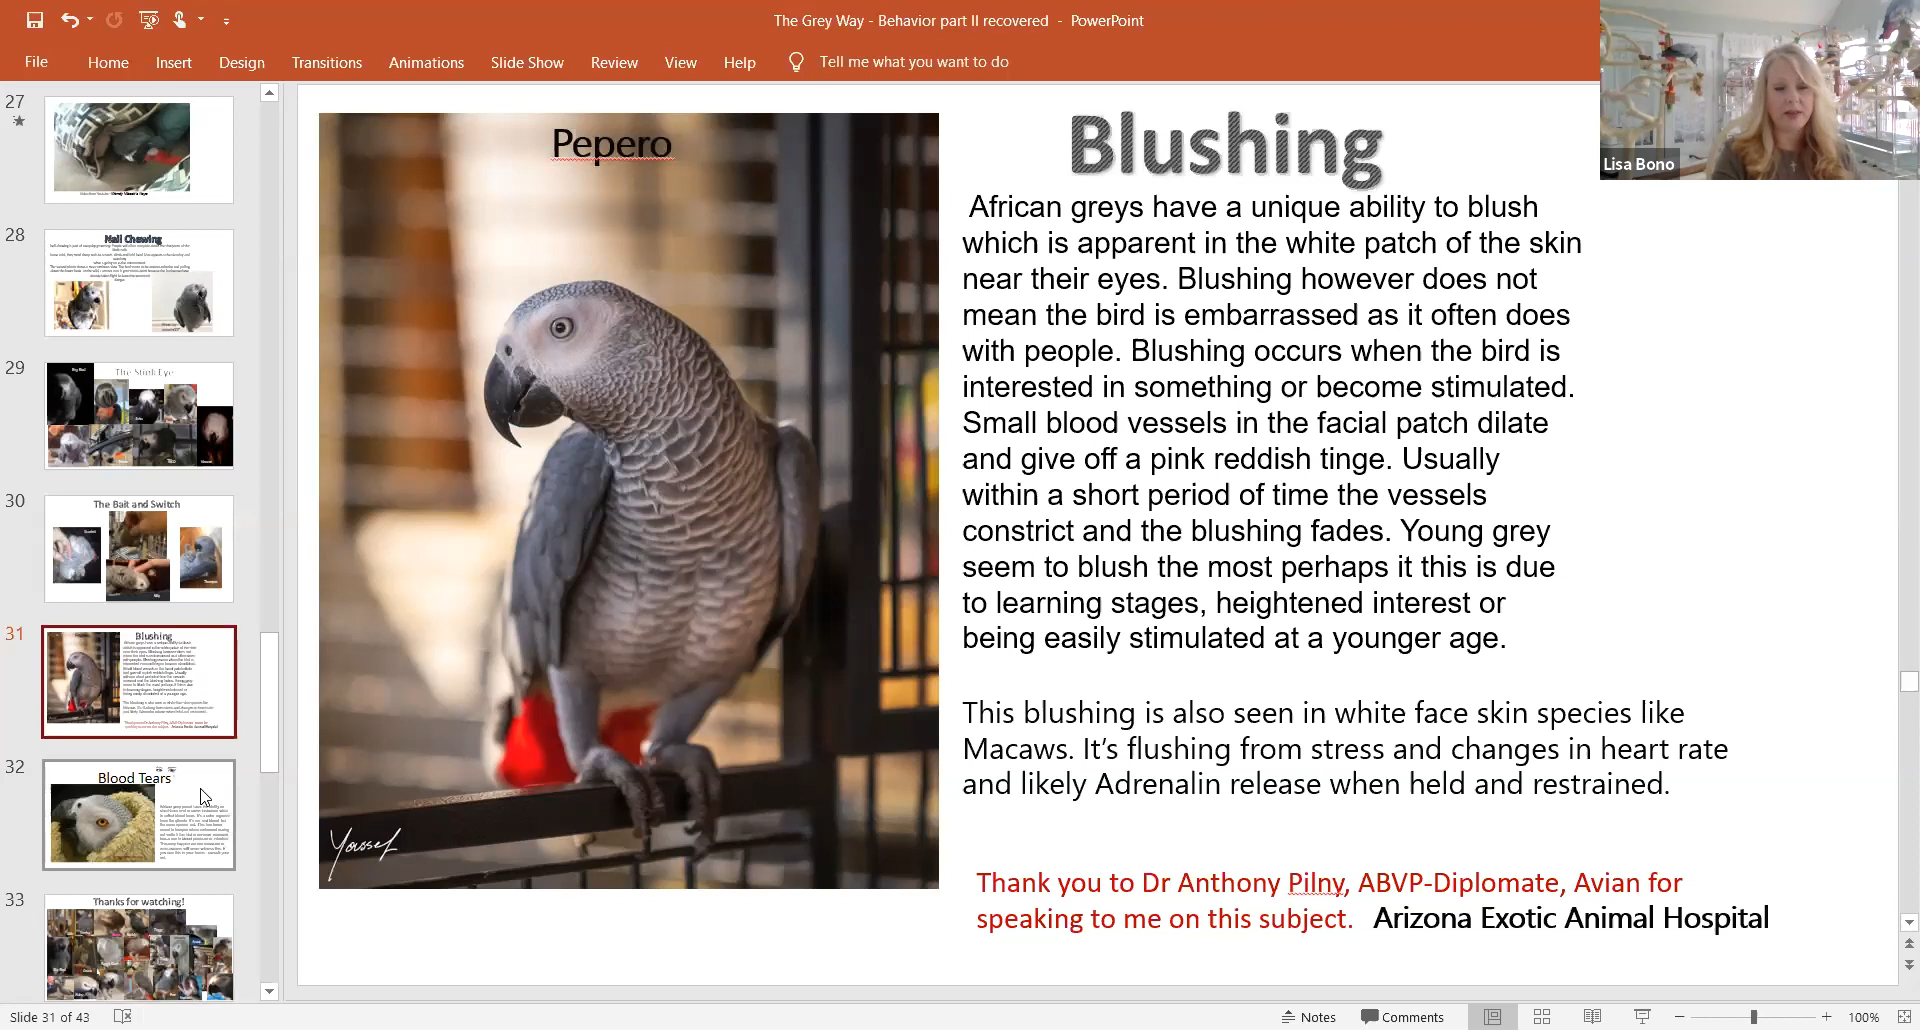 The Grey Way - Behavior part II recovered - PowerPoint
File Home Insert Design Transitions Animations Slide Show Review View Help Tell me what you want to do
Lisa Bono
27
28
Nail Chewing
29
The Stink Eye
30
The Bait and Switch
31
Blushing
32
Blood Tears
33
Thanks for watching!
Pepero
Youssef
Blushing
African greys have a unique ability to blush
which is apparent in the white patch of the skin
near their eyes. Blushing however does not
mean the bird is embarrassed as it often does
with people. Blushing occurs when the bird is
interested in something or become stimulated.
Small blood vessels in the facial patch dilate
and give off a pink reddish tinge. Usually
within a short period of time the vessels
constrict and the blushing fades. Young grey
seem to blush the most perhaps it this is due
to learning stages, heightened interest or
being easily stimulated at a younger age.
This blushing is also seen in white face skin species like
Macaws. It's flushing from stress and changes in heart rate
and likely Adrenalin release when held and restrained.
Thank you to Dr Anthony Pilny, ABVP-Diplomate, Avian for
speaking to me on this subject. Arizona Exotic Animal Hospital
Slide 31 of 43
Notes Comments 100%